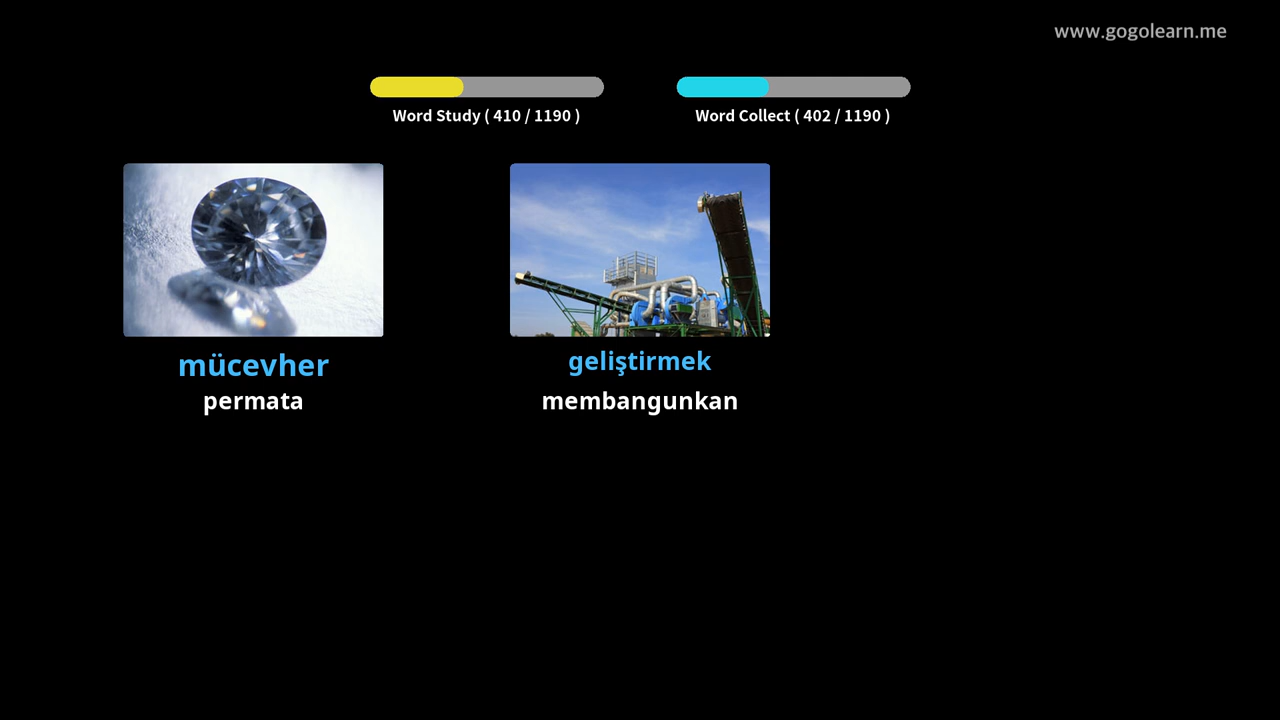 www.gogolearn.me
Word Study ( 410 / 1190 )
Word Collect ( 402 / 1190 )
mücevher
permata
geliştirmek
membangunkan